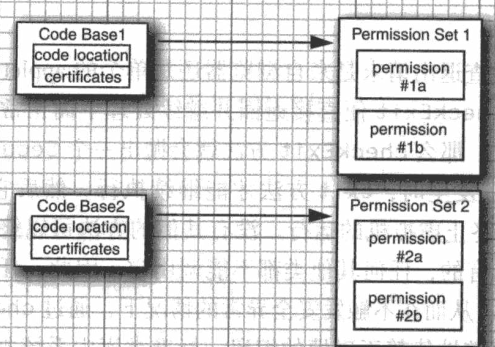 Code Base1
code location
certificates
Permission Set 1
permission
#1a
permission
#1b
Code Base2
code location
certificates
Permission Set 2
permission
#2a
permission
#2b